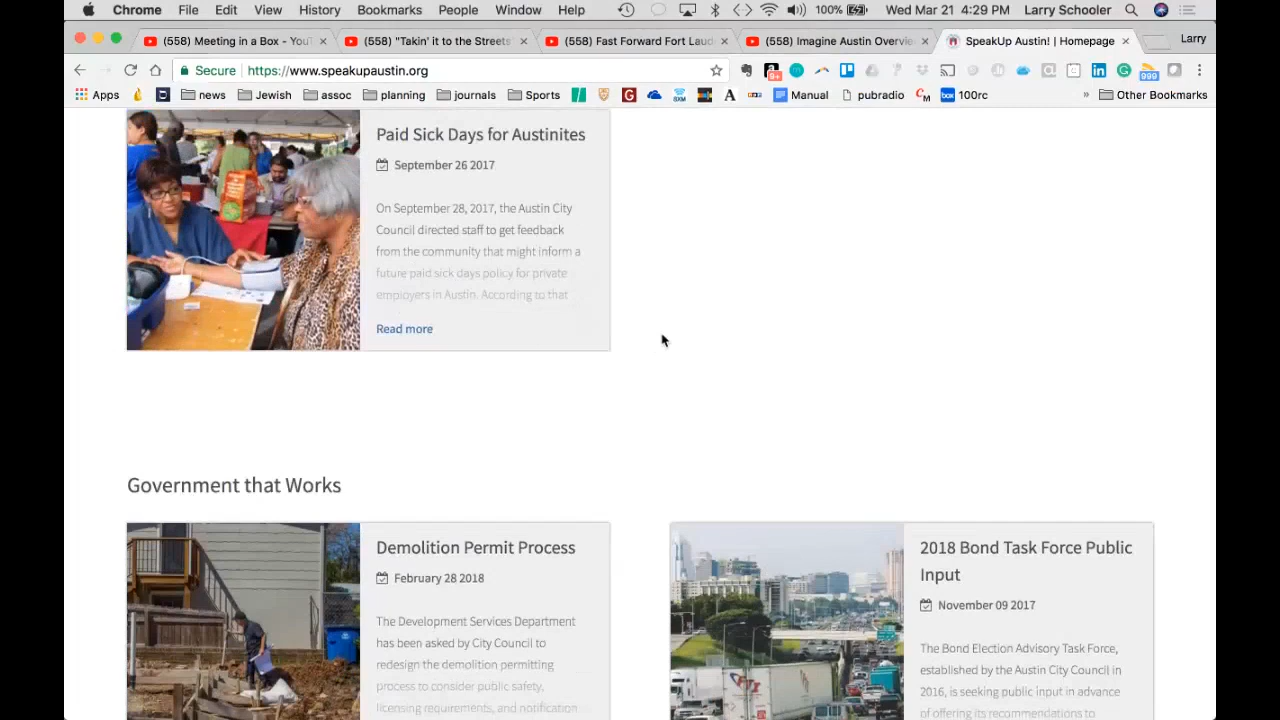 Chrome File Edit View History Bookmarks People Window Help 100% Wed Mar 21 4:29 PM Larry Schooler
(558) Meeting in a Box - You (558) "Takin' it to the Streets (558) Fast Forward Fort Laud (558) Imagine Austin Overvie SpeakUp Austin! | Homepage Larry
Secure https://www.speakupaustin.org 9+ 999
Apps news Jewish assoc planning journals Sports G A Manual pubradio 100rc » Other Bookmarks
Paid Sick Days for Austinites
September 26 2017
On September 28, 2017, the Austin City
Council directed staff to get feedback
from the community that might inform a
future paid sick days policy for private
employers in Austin. According to that
Read more
Government that Works
Demolition Permit Process
February 28 2018
The Development Services Department
has been asked by City Council to
redesign the demolition permitting
process to consider public safety,
licensing requirements, and notification
2018 Bond Task Force Public
Input
November 09 2017
The Bond Election Advisory Task Force,
established by the Austin City Council in
2016, is seeking public input in advance
of offering its recommendations to